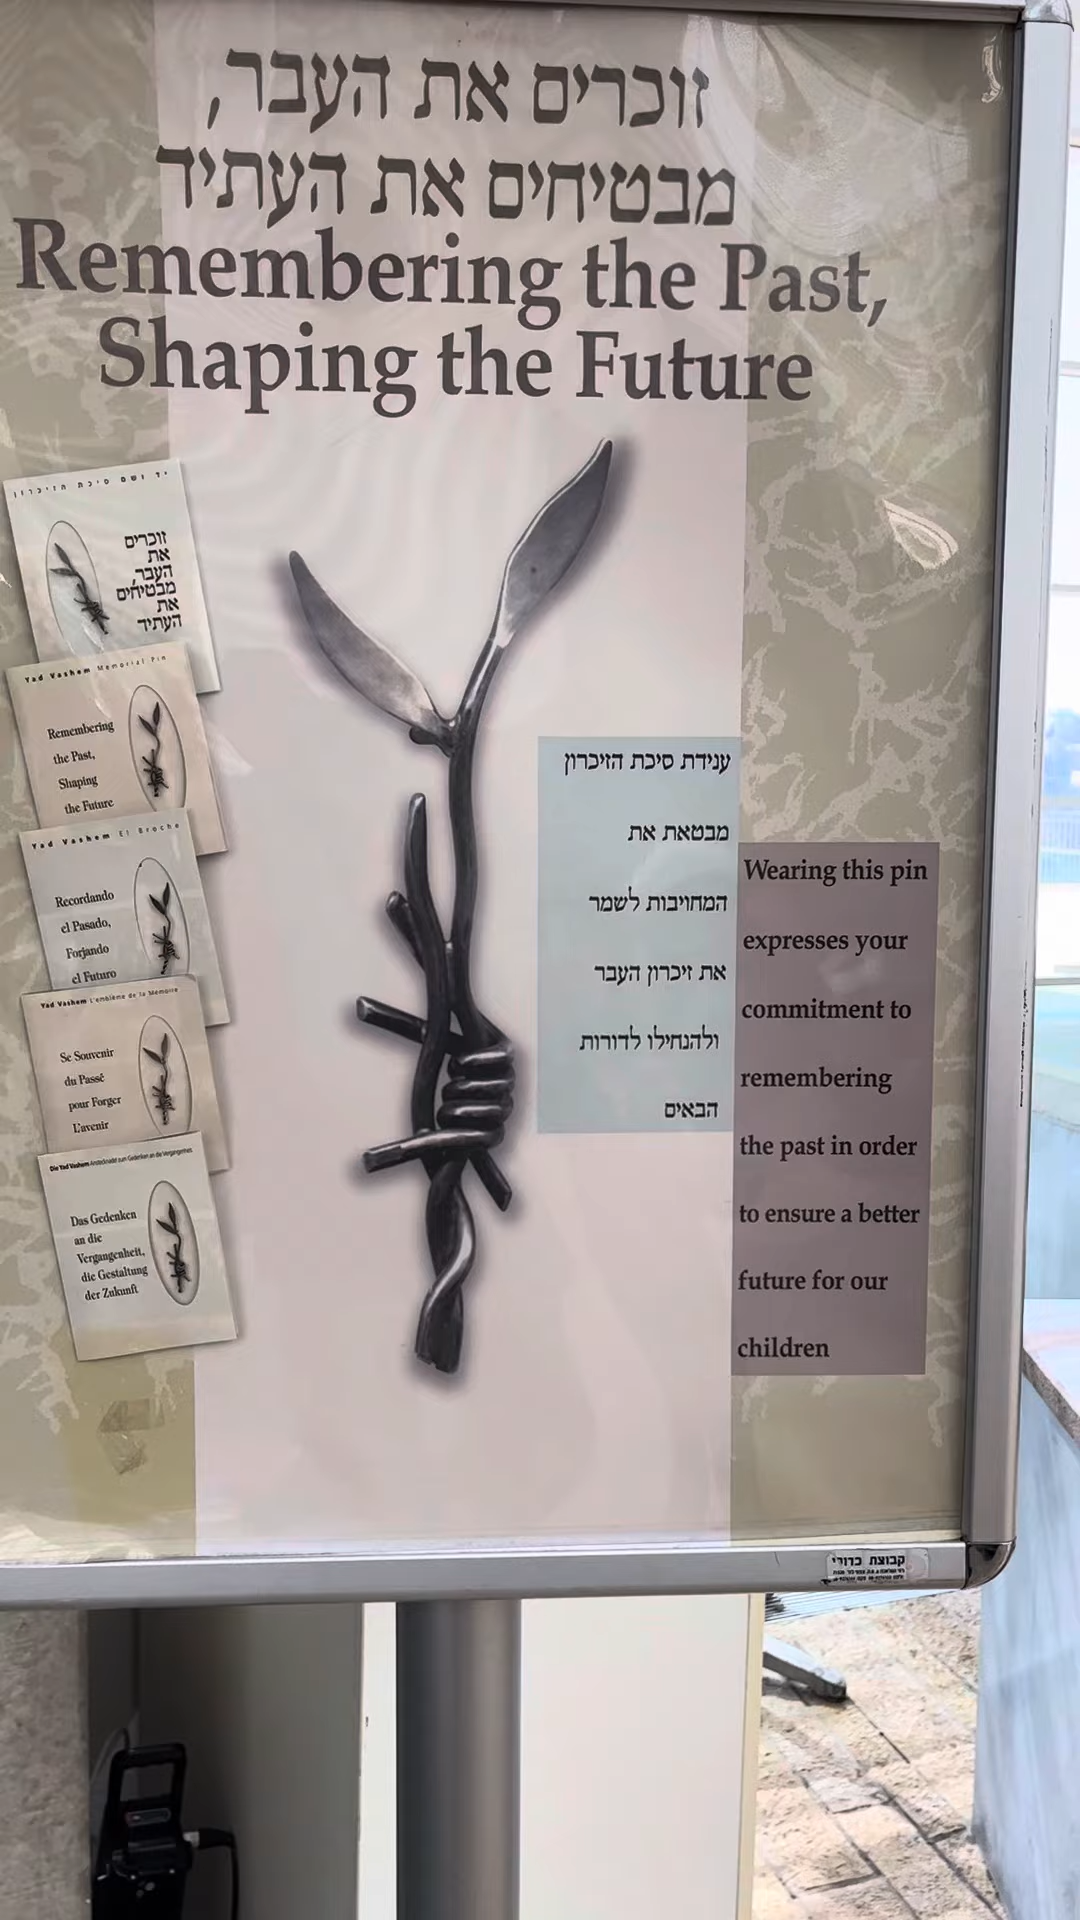 זוכרים את העבר,
מבטיחים את העתיד
Remembering the Past,
Shaping the Future
יד ושם סיכת הזיכרון
זוכרים
את
העבר,
מבטיחים
את
העתיד
Yad Vashem Memorial Pin
Remembering
the Past,
Shaping
the Future
Yad Vashem El Broche
Recordando
el Pasado,
Forjando
el Futuro
Yad Vashem L'emblème de la Mémoire
Se Souvenir
du Passé
pour Forger
L'avenir
Die Yad Vashem Anstecknadel zum Gedenken an die Vergangenheit
Das Gedenken
an die
Vergangenheit,
die Gestaltung
der Zukunft
ענידת סיכת הזיכרון
מבטאת את
המחויבות לשמר
את זיכרון העבר
ולהנחילו לדורות
הבאים
Wearing this pin
expresses your
commitment to
remembering
the past in order
to ensure a better
future for our
children
קבוצת כדורי